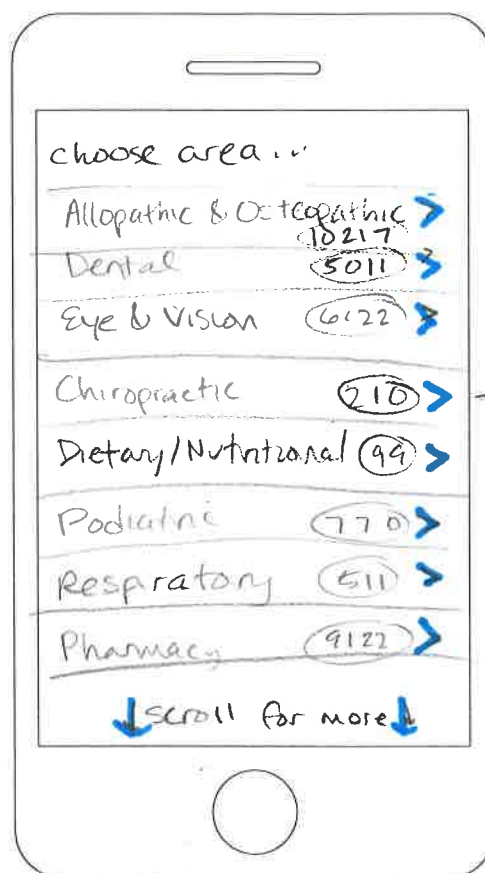 choose area...
Allopathic & Osteopathic >
10217
Dental 5011 >
Eye & Vision 6122 >
Chiropractic 210 >
Dietary/Nutritional 99 >
Podiatric 770 >
Respiratory 511 >
Pharmacy 9122 >
↓ scroll for more ↓